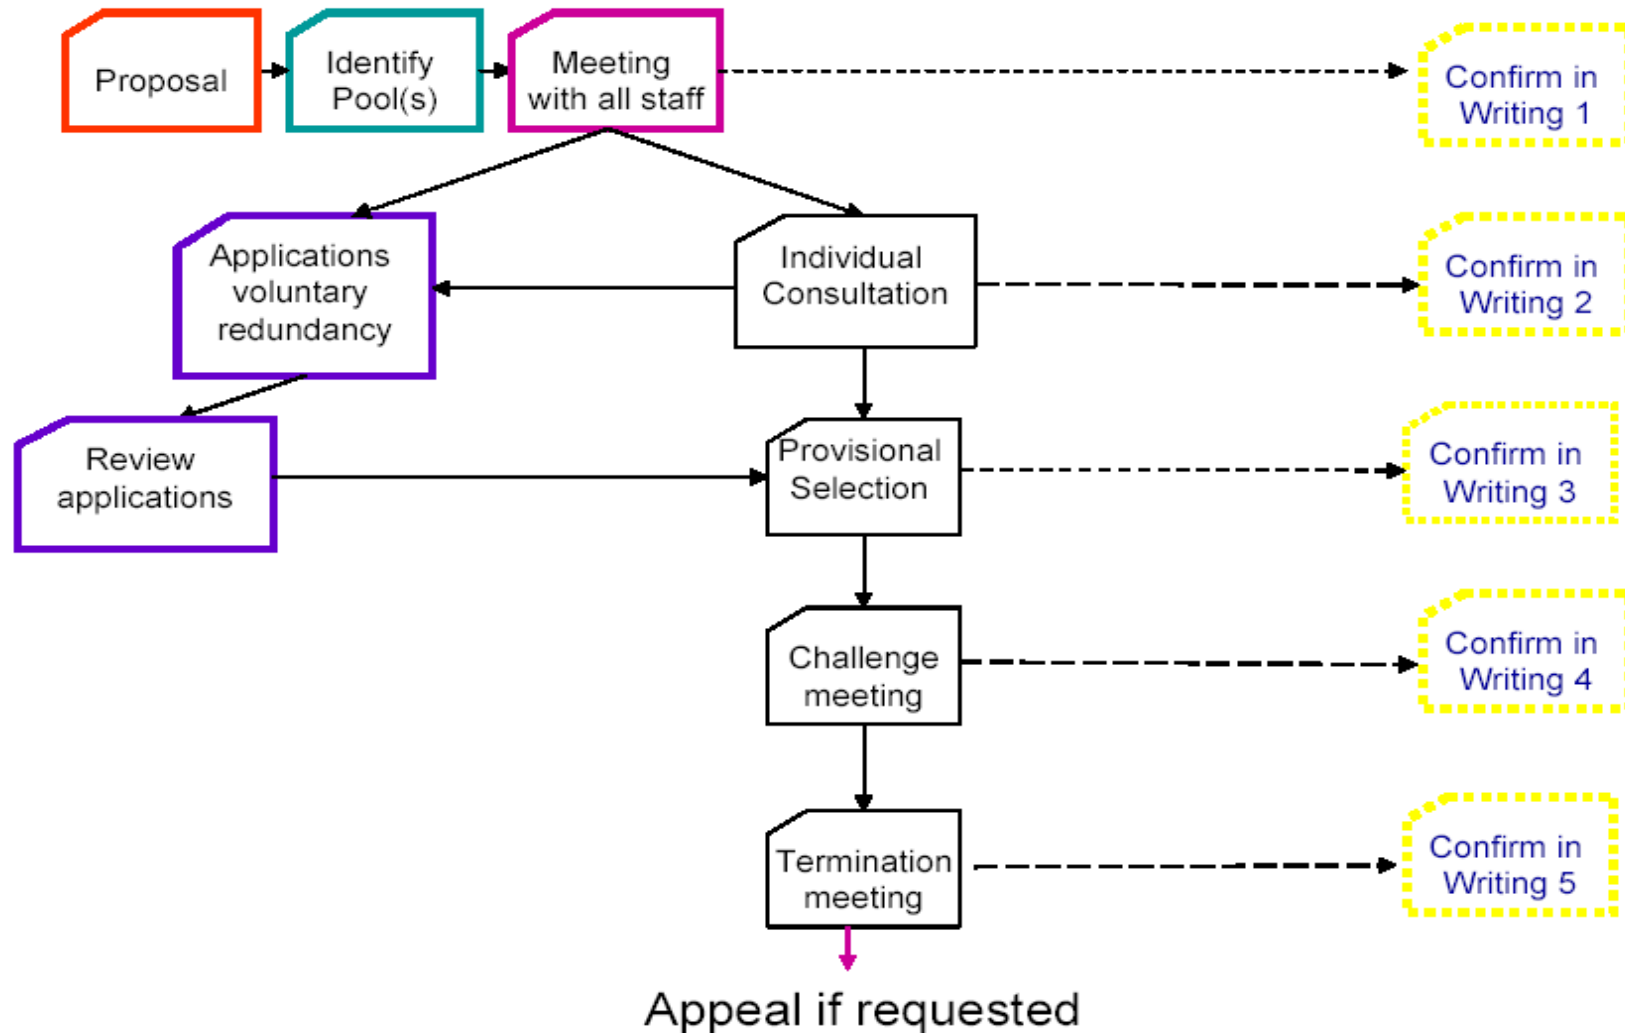 Proposal
Identify
Pool(s)
Meeting
with all staff
Confirm in
Writing 1
Applications
voluntary
redundancy
Individual
Consultation
Confirm in
Writing 2
Review
applications
Provisional
Selection
Confirm in
Writing 3
Challenge
meeting
Confirm in
Writing 4
Termination
meeting
Confirm in
Writing 5
Appeal if requested